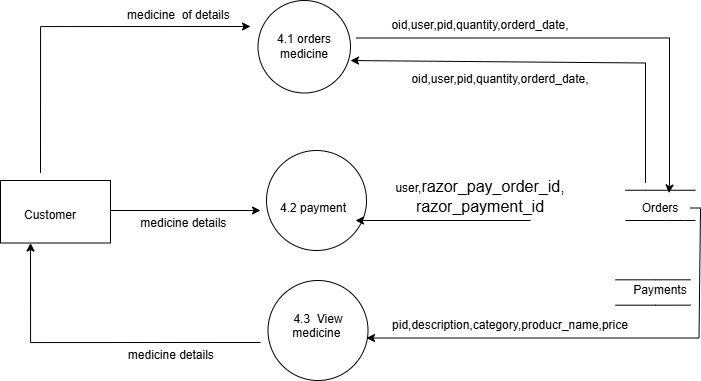 medicine of details
4.1 orders
medicine
oid,user,pid,quantity,orderd_date,
oid,user,pid,quantity,orderd_date,
Customer
medicine details
4.2 payment
user,razor_pay_order_id,
razor_payment_id
Orders
Payments
4.3 View
medicine
pid,description,category,producr_name,price
medicine details